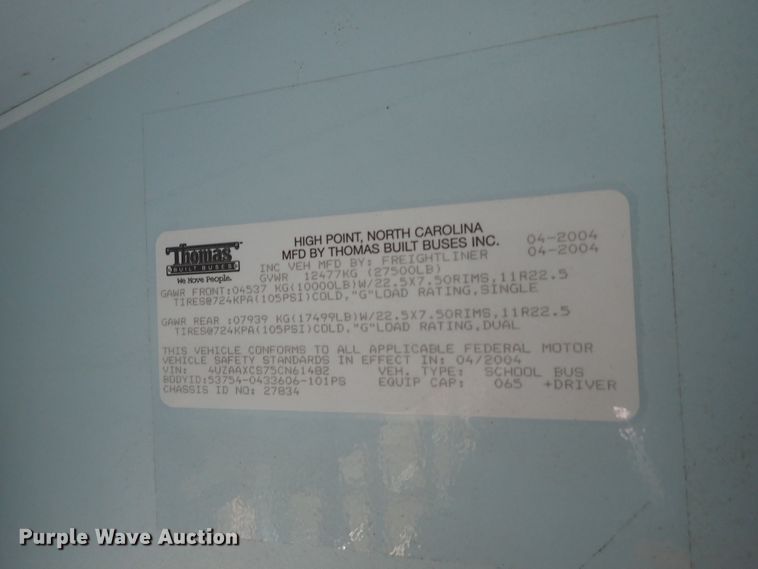 Thomas
BUILT BUSES
We Move People.
HIGH POINT, NORTH CAROLINA
MFD BY THOMAS BUILT BUSES INC. 04-2004
INC VEH MFD BY: FREIGHTLINER 04-2004
GVWR 12477KG (27500LB)
GAWR FRONT:04537 KG(10000LB)W/22.5X7.50RIMS,11R22.5
TIRES@724KPA(105PSI)COLD,"G"LOAD RATING,SINGLE
GAWR REAR :07939 KG(17499LB)W/22.5X7.50RIMS,11R22.5
TIRES@724KPA(105PSI)COLD,"G"LOAD RATING,DUAL
THIS VEHICLE CONFORMS TO ALL APPLICABLE FEDERAL MOTOR
VEHICLE SAFETY STANDARDS IN EFFECT IN: 04/2004
VIN: 4UZAAXCS75CN61482 VEH. TYPE: SCHOOL BUS
BODYID:53754-0433606-101PS EQUIP CAP: 065 +DRIVER
CHASSIS ID NO: 27834
Purple Wave Auction